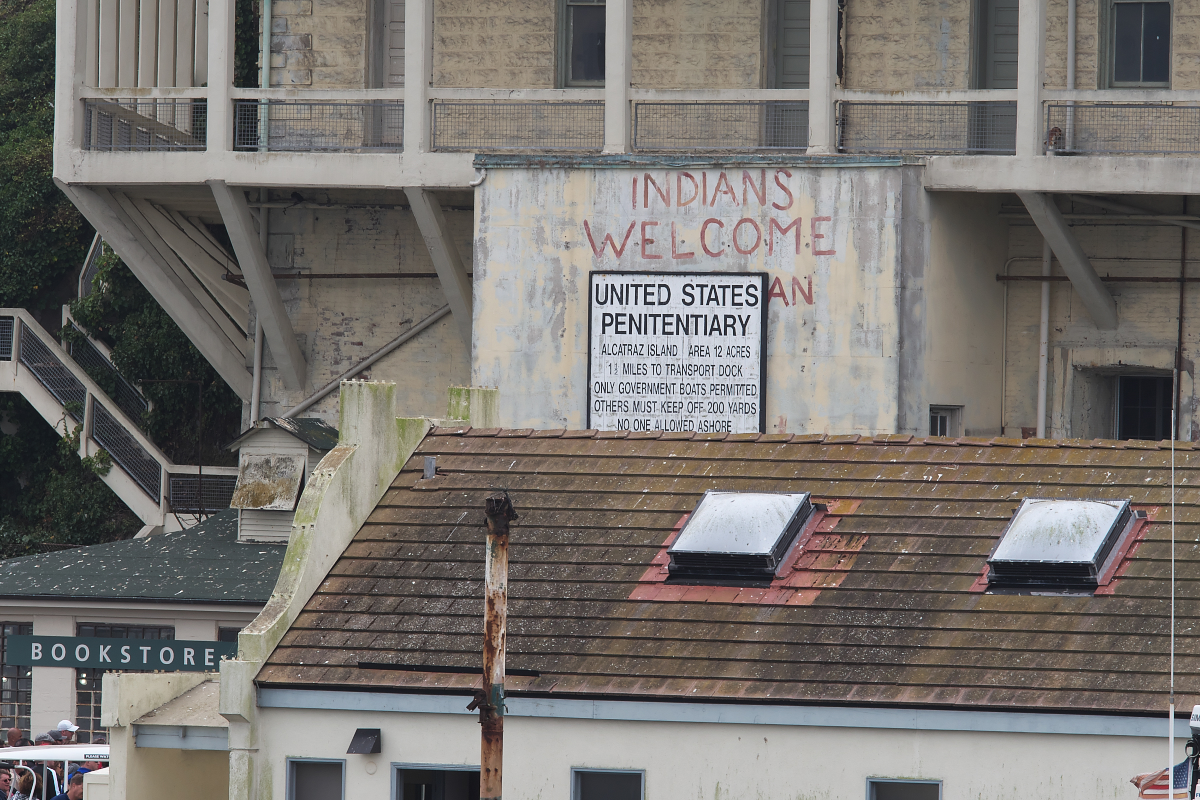 INDIANS
WELCOME
AN
UNITED STATES
PENITENTIARY
ALCATRAZ ISLAND AREA 12 ACRES
1½ MILES TO TRANSPORT DOCK
ONLY GOVERNMENT BOATS PERMITTED
OTHERS MUST KEEP OFF 200 YARDS
NO ONE ALLOWED ASHORE
BOOKSTORE